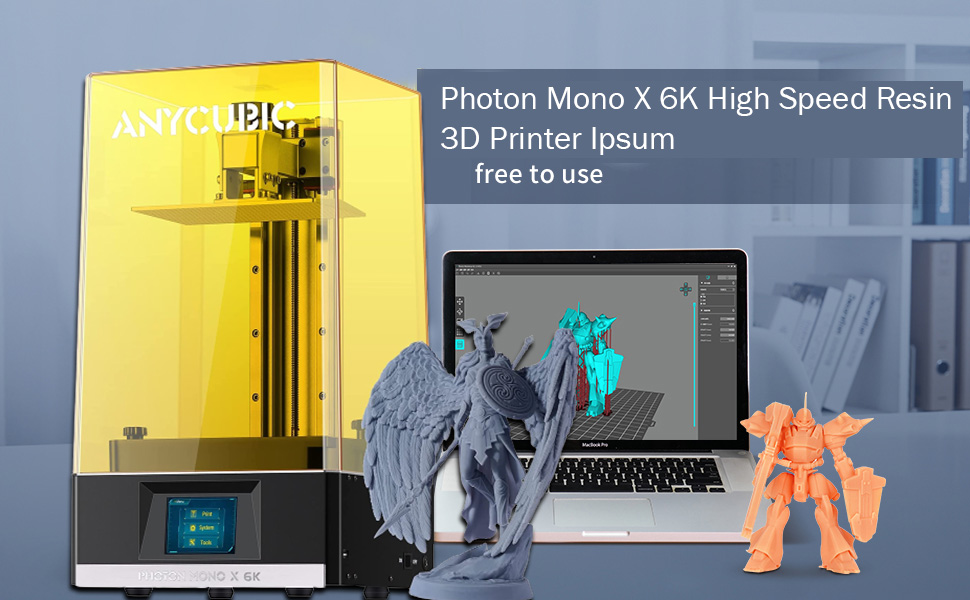 ANYCUBIC
Photon Mono X 6K High Speed Resin
3D Printer Ipsum
free to use
MacBook Pro
Print
System
Tools
PHOTON MONO X 6K